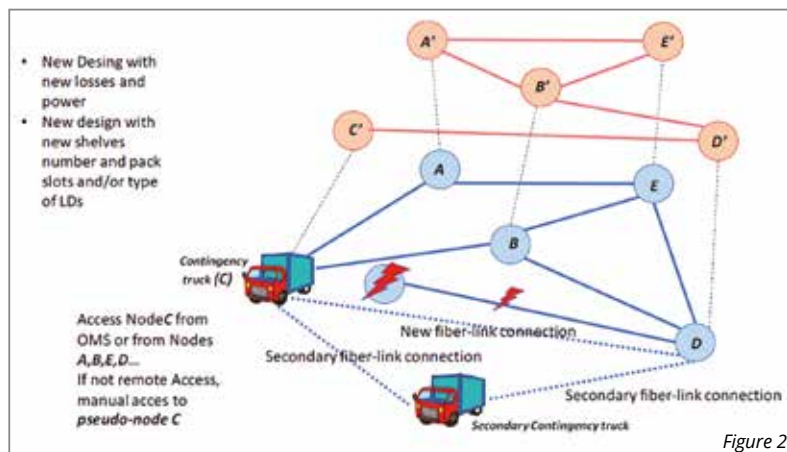 • New Desing with
new losses and
power
• New design with
new shelves
number and pack
slots and/or type
of LDs
A'
E'
B'
C'
D'
A
E
B
Contingency
truck (C)
New fiber-link connection
D
Access NodeC from
OMS or from Nodes
A,B,E,D...
If not remote Access,
manual acces to
pseudo-node C
Secondary fiber-link connection
Secondary fiber-link connection
Secondary Contingency truck
Figure 2